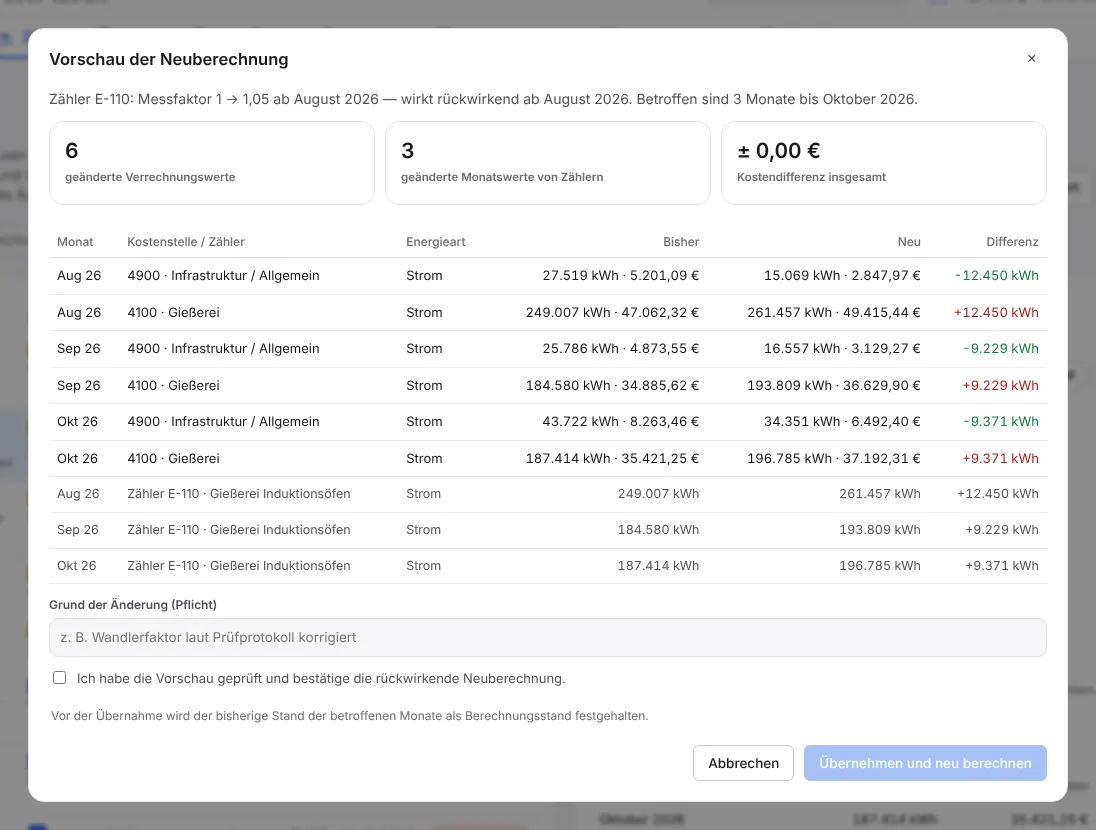 Vorschau der Neuberechnung
×
Zähler E-110: Messfaktor 1 → 1,05 ab August 2026 — wirkt rückwirkend ab August 2026. Betroffen sind 3 Monate bis Oktober 2026.
6
geänderte Verrechnungswerte
3
geänderte Monatswerte von Zählern
± 0,00 €
Kostendifferenz insgesamt
Monat Kostenstelle / Zähler Energieart Bisher Neu Differenz
Aug 26 4900 · Infrastruktur / Allgemein Strom 27.519 kWh · 5.201,09 € 15.069 kWh · 2.847,97 € -12.450 kWh
Aug 26 4100 · Gießerei Strom 249.007 kWh · 47.062,32 € 261.457 kWh · 49.415,44 € +12.450 kWh
Sep 26 4900 · Infrastruktur / Allgemein Strom 25.786 kWh · 4.873,55 € 16.557 kWh · 3.129,27 € -9.229 kWh
Sep 26 4100 · Gießerei Strom 184.580 kWh · 34.885,62 € 193.809 kWh · 36.629,90 € +9.229 kWh
Okt 26 4900 · Infrastruktur / Allgemein Strom 43.722 kWh · 8.263,46 € 34.351 kWh · 6.492,40 € -9.371 kWh
Okt 26 4100 · Gießerei Strom 187.414 kWh · 35.421,25 € 196.785 kWh · 37.192,31 € +9.371 kWh
Aug 26 Zähler E-110 · Gießerei Induktionsöfen Strom 249.007 kWh 261.457 kWh +12.450 kWh
Sep 26 Zähler E-110 · Gießerei Induktionsöfen Strom 184.580 kWh 193.809 kWh +9.229 kWh
Okt 26 Zähler E-110 · Gießerei Induktionsöfen Strom 187.414 kWh 196.785 kWh +9.371 kWh
Grund der Änderung (Pflicht)
z. B. Wandlerfaktor laut Prüfprotokoll korrigiert
Ich habe die Vorschau geprüft und bestätige die rückwirkende Neuberechnung.
Vor der Übernahme wird der bisherige Stand der betroffenen Monate als Berechnungsstand festgehalten.
Abbrechen
Übernehmen und neu berechnen
Oktober 2026 187.414 kWh 35.421,25 €